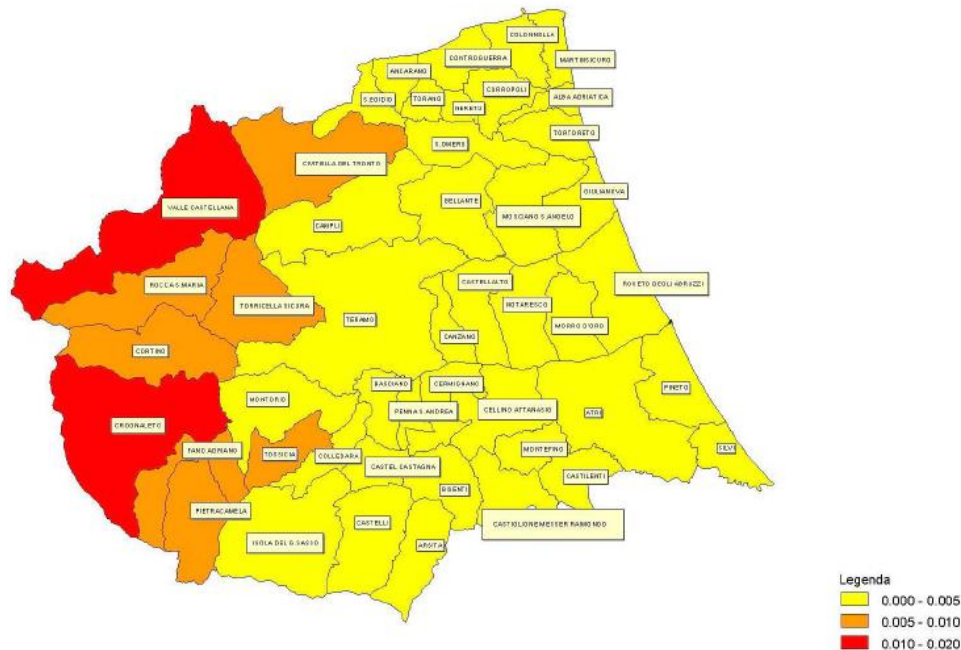 COLONNELLA
CONTROGUERRA
MARTINSICURO
ANCARANO
CORROPOLI
S.EGIDIO
TORANO
NERETO
ALBA ADRIATICA
TORTORETO
S.OMERO
CIVITELLA DEL TRONTO
GIULIANOVA
BELLANTE
VALLE CASTELLANA
MOSCIANO S.ANGELO
CAMPLI
ROCCA S.MARIA
CASTELLALTO
ROSETO DEGLI ABRUZZI
TORRICELLA SICURA
NOTARESCO
TERAMO
MORRO D'ORO
CANZANO
CORTINO
BASCIANO
CERMIGNANO
PINETO
MONTORIO
PENNA S.ANDREA
CELLINO ATTANASIO
ATRI
CROGNALETO
FANO ADRIANO
TOSSICIA
COLLEDARA
MONTEFINO
SILVI
CASTEL CASTAGNA
CASTILENTI
BISENTI
PIETRACAMELA
CASTELLI
CASTIGLIONE MESSER RAIMONDO
ISOLA DEL G.SASSO
ARSITA
Legenda
0.000 - 0.005
0.005 - 0.010
0.010 - 0.020